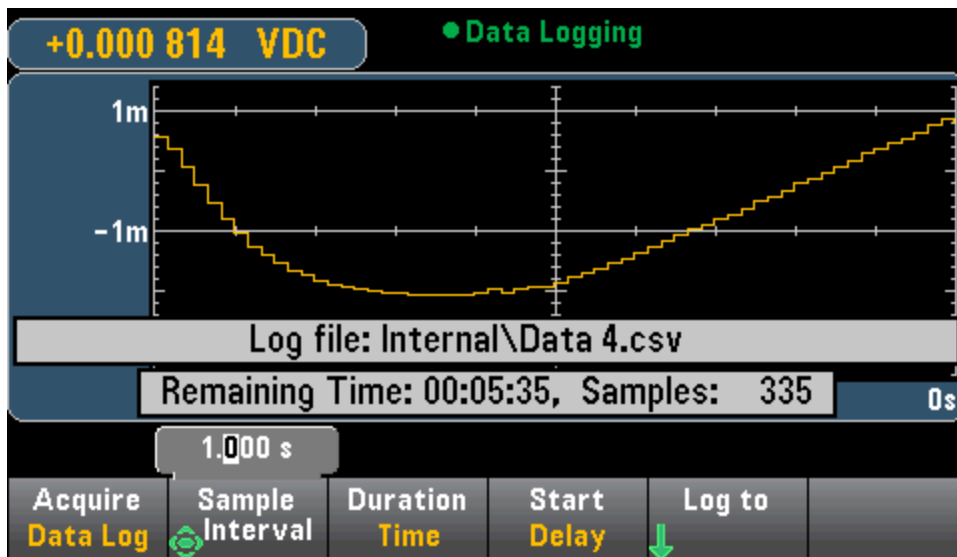 +0.000 814 VDC
Data Logging
1m
-1m
Log file: Internal\Data 4.csv
Remaining Time: 00:05:35, Samples: 335
0s
1.000 s
Acquire
Data Log
Sample
Interval
Duration
Time
Start
Delay
Log to